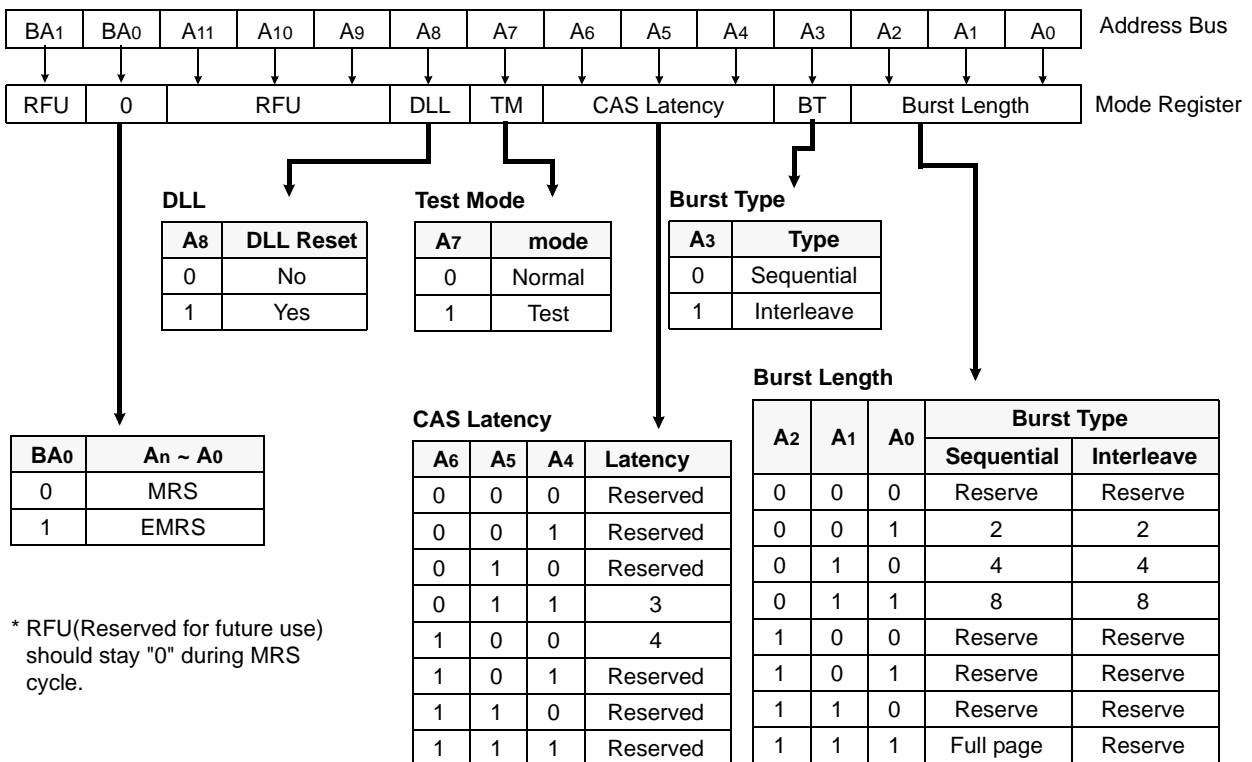 BA1 BA0 A11 A10 A9 A8 A7 A6 A5 A4 A3 A2 A1 A0 Address Bus
RFU 0 RFU DLL TM CAS Latency BT Burst Length Mode Register
DLL
A8 DLL Reset
0 No
1 Yes
Test Mode
A7 mode
0 Normal
1 Test
Burst Type
A3 Type
0 Sequential
1 Interleave
BA0 An ~ A0
0 MRS
1 EMRS
* RFU(Reserved for future use)
should stay "0" during MRS
cycle.
CAS Latency
A6 A5 A4 Latency
0 0 0 Reserved
0 0 1 Reserved
0 1 0 Reserved
0 1 1 3
1 0 0 4
1 0 1 Reserved
1 1 0 Reserved
1 1 1 Reserved
Burst Length
A2 A1 A0 Burst Type
Sequential Interleave
0 0 0 Reserve Reserve
0 0 1 2 2
0 1 0 4 4
0 1 1 8 8
1 0 0 Reserve Reserve
1 0 1 Reserve Reserve
1 1 0 Reserve Reserve
1 1 1 Full page Reserve